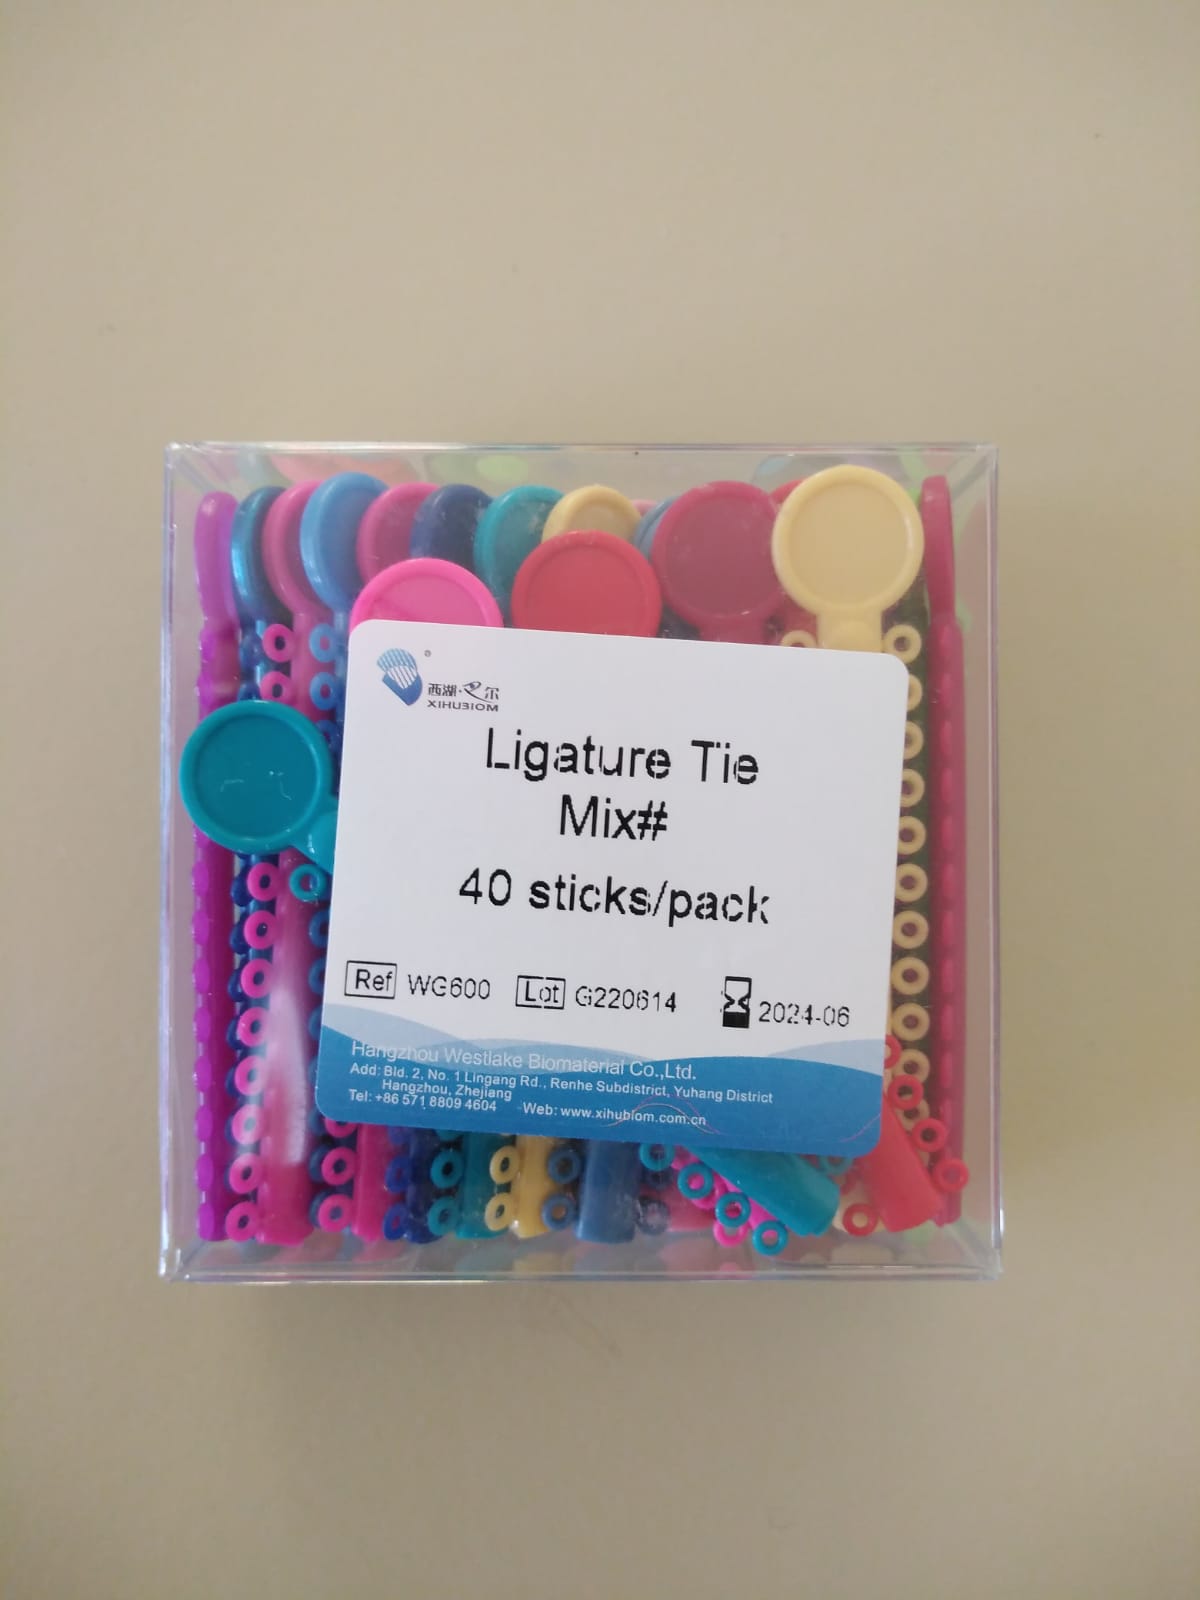 ®
西湖·巴尔
XIHUBIOM
Ligature Tie
Mix#
40 sticks/pack
Ref WG600 Lot G220614 2024-06
Hangzhou Westlake Biomaterial Co.,Ltd.
Add: Bld. 2, No. 1 Lingang Rd., Renhe Subdistrict, Yuhang District
Hangzhou, Zhejiang
Tel: +86 571 8809 4604 Web: www.xihubiom.com.cn